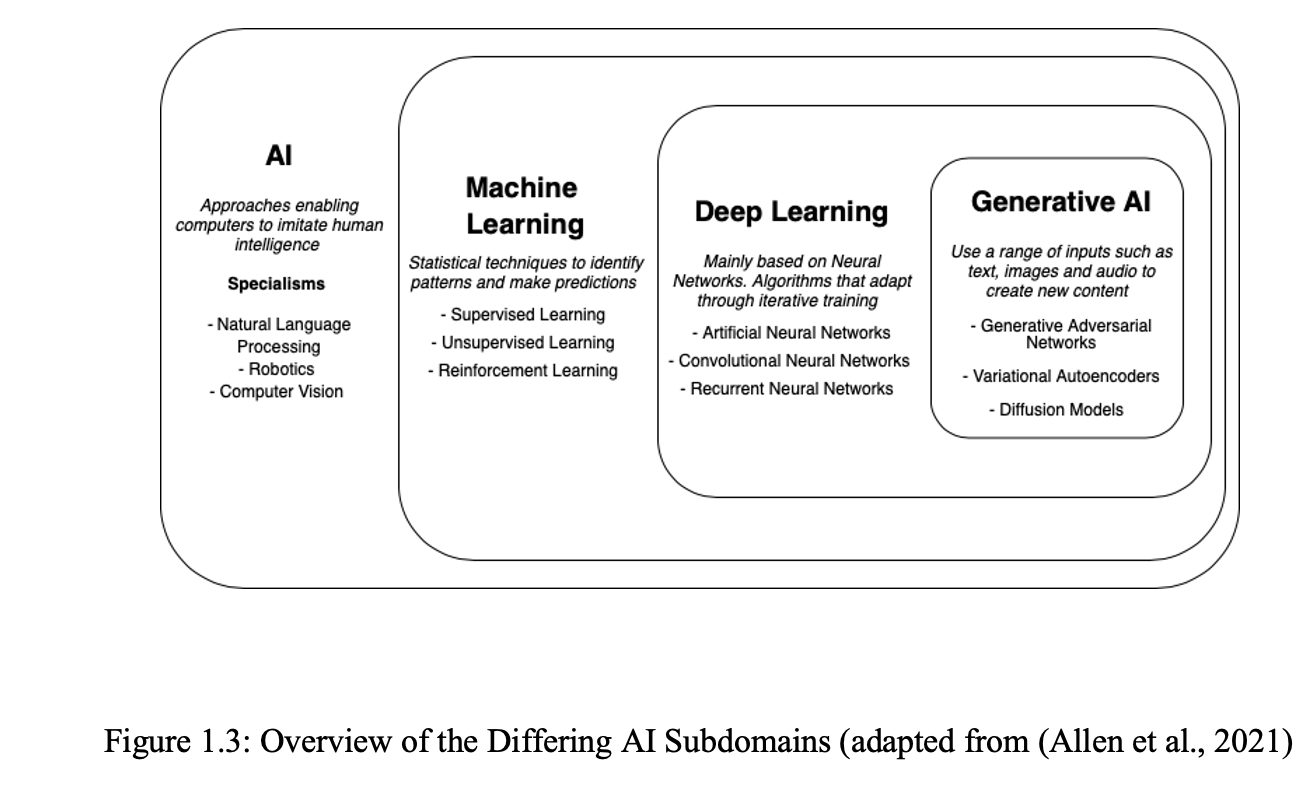 AI
Approaches enabling
computers to imitate human
intelligence
Specialisms
- Natural Language
Processing
- Robotics
- Computer Vision
Machine
Learning
Statistical techniques to identify
patterns and make predictions
- Supervised Learning
- Unsupervised Learning
- Reinforcement Learning
Deep Learning
Mainly based on Neural
Networks. Algorithms that adapt
through iterative training
- Artificial Neural Networks
- Convolutional Neural Networks
- Recurrent Neural Networks
Generative AI
Use a range of inputs such as
text, images and audio to
create new content
- Generative Adversarial
Networks
- Variational Autoencoders
- Diffusion Models
Figure 1.3: Overview of the Differing AI Subdomains (adapted from (Allen et al., 2021)